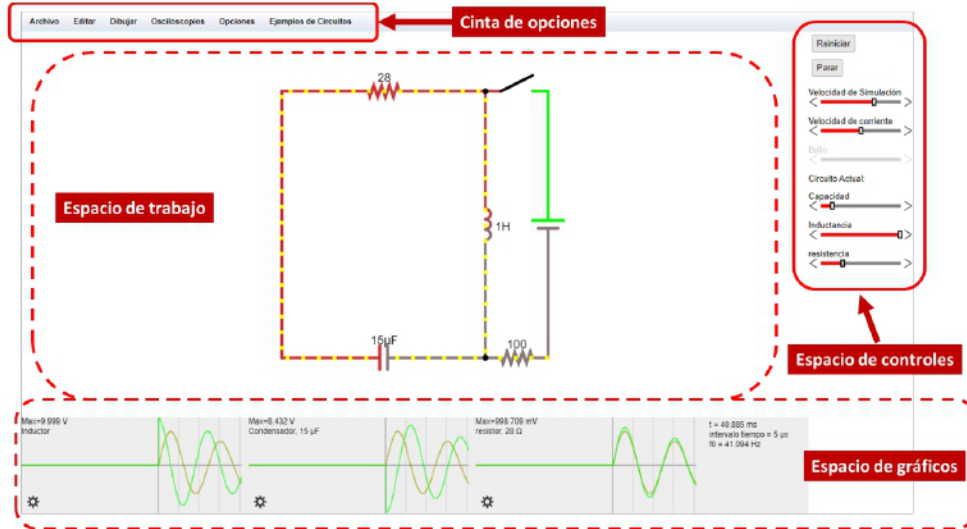 Archivo Editar Dibujar Osciloscopios Opciones Ejemplos de Circuitos
Cinta de opciones
Reiniciar
Parar
Velocidad de Simulación
Velocidad de corriente
Brillo
Circuito Actual:
Capacidad
Inductancia
resistencia
28
Espacio de trabajo
1H
15µF
100
Espacio de controles
Max=9.999 V
Inductor
Max=8.432 V
Condensador, 15 µF
Max=998.709 mV
resistor, 28 Ω
t = 40.885 ms
intervalo tiempo = 5 µs
f0 = 41.094 Hz
Espacio de gráficos